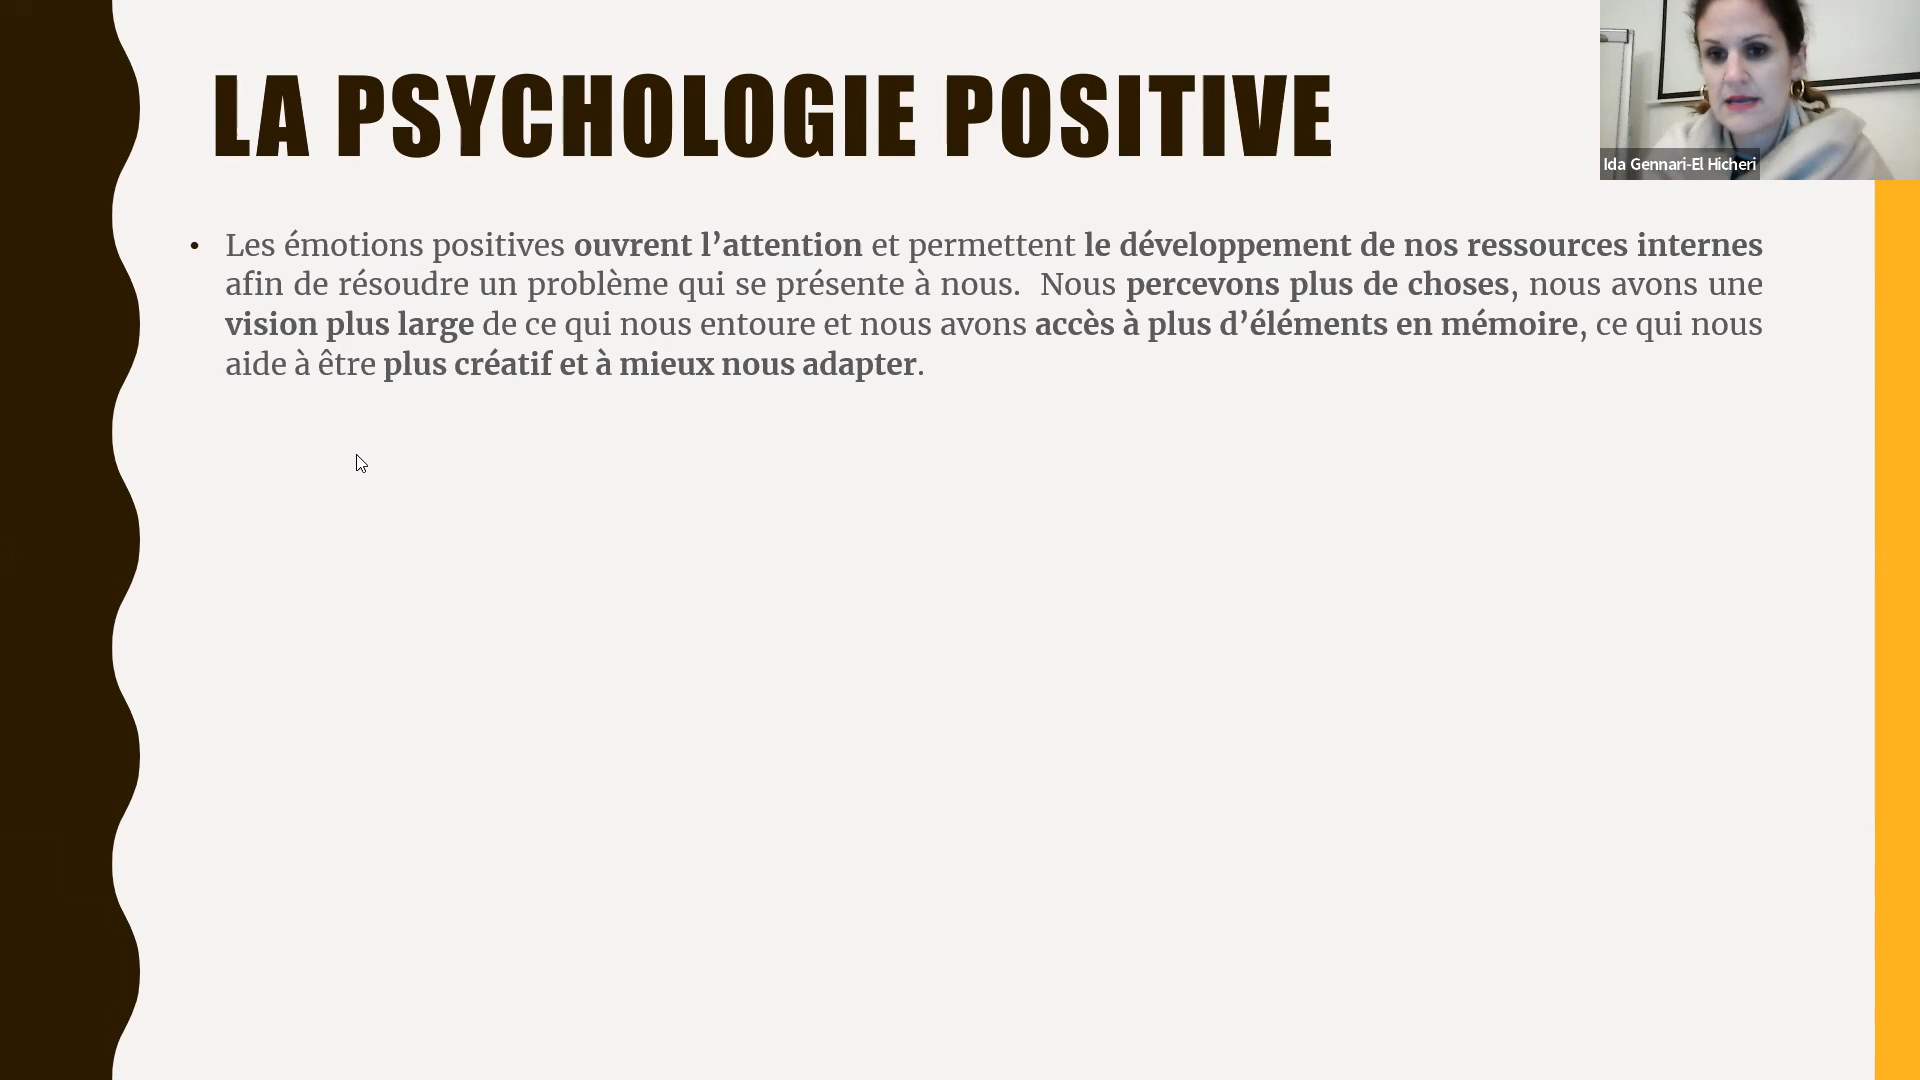 LA PSYCHOLOGIE POSITIVE
Ida Gennari-El Hicheri
• Les émotions positives ouvrent l’attention et permettent le développement de nos ressources internes
afin de résoudre un problème qui se présente à nous.  Nous percevons plus de choses, nous avons une
vision plus large de ce qui nous entoure et nous avons accès à plus d’éléments en mémoire, ce qui nous
aide à être plus créatif et à mieux nous adapter.